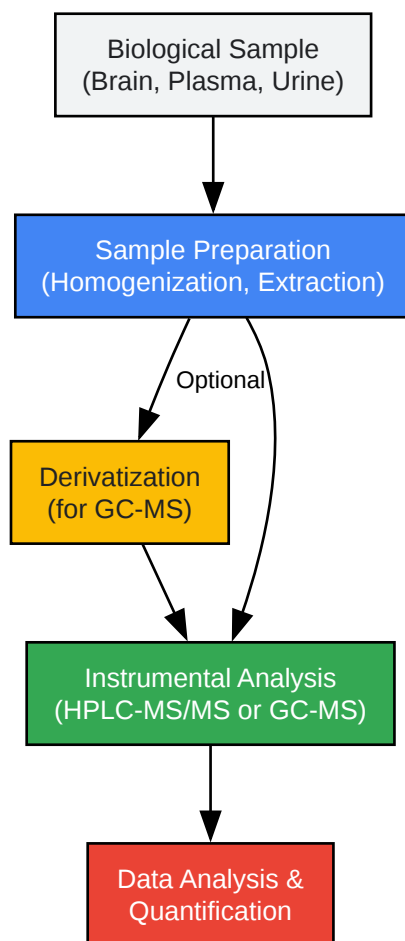 Biological Sample
(Brain, Plasma, Urine)
Sample Preparation
(Homogenization, Extraction)
Optional
Derivatization
(for GC-MS)
Instrumental Analysis
(HPLC-MS/MS or GC-MS)
Data Analysis &
Quantification